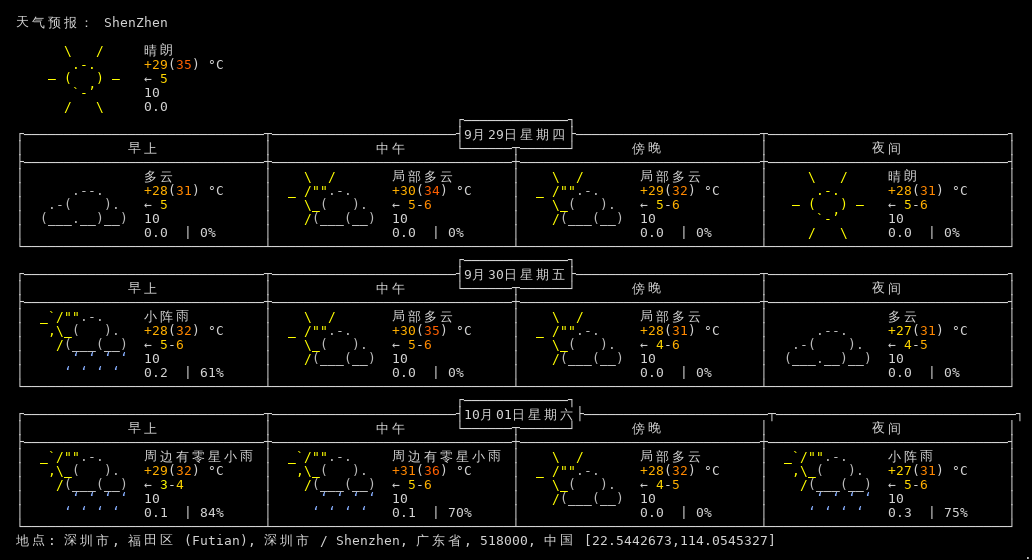 天气预报： ShenZhen
晴朗
+29(35) °C
← 5
10
0.0
9月29日星期四
早上 中午 傍晚 夜间
多云 局部多云 局部多云 晴朗
+28(31) °C +30(34) °C +29(32) °C +28(31) °C
← 5 ← 5-6 ← 5-6 ← 5-6
10 10 10 10
0.0 | 0% 0.0 | 0% 0.0 | 0% 0.0 | 0%
9月30日星期五
早上 中午 傍晚 夜间
小阵雨 局部多云 局部多云 多云
+28(32) °C +30(35) °C +28(31) °C +27(31) °C
← 5-6 ← 5-6 ← 4-6 ← 4-5
10 10 10 10
0.2 | 61% 0.0 | 0% 0.0 | 0% 0.0 | 0%
10月01日星期六
早上 中午 傍晚 夜间
周边有零星小雨 周边有零星小雨 局部多云 小阵雨
+29(32) °C +31(36) °C +28(32) °C +27(31) °C
← 3-4 ← 5-6 ← 4-5 ← 5-6
10 10 10 10
0.1 | 84% 0.1 | 70% 0.0 | 0% 0.3 | 75%
地点: 深圳市, 福田区 (Futian), 深圳市 / Shenzhen, 广东省, 518000, 中国 [22.5442673,114.0545327]